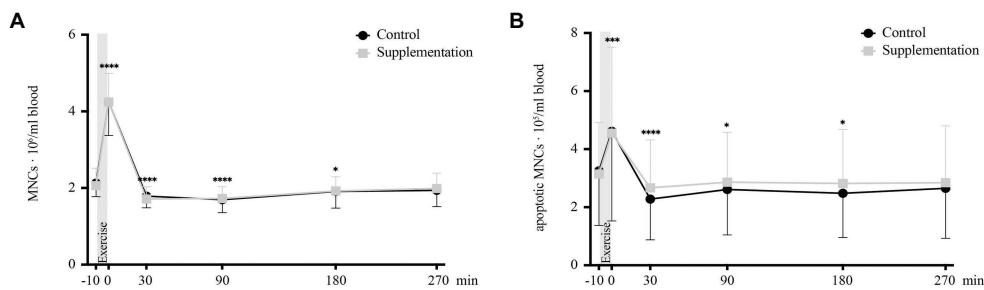 A
6
4
2
0
MNCs · 10⁶/ml blood
Control
Supplementation
****
****
****
*
Exercise
-10 0 30 90 180 270 min
B
8
6
4
2
0
apoptotic MNCs · 10⁵/ml blood
Control
Supplementation
***
****
*
*
Exercise
-10 0 30 90 180 270 min